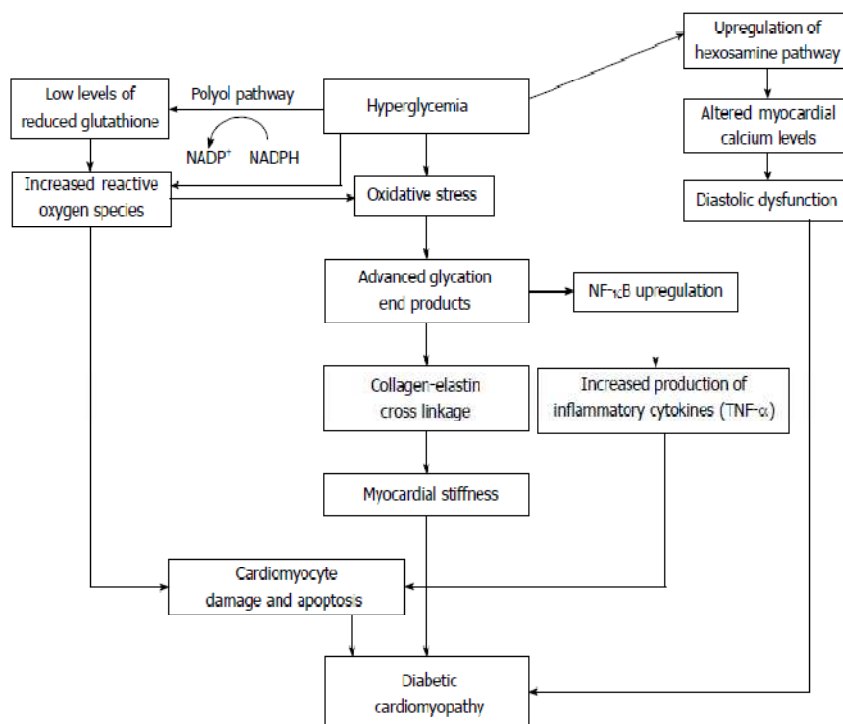 Upregulation of
hexosamine pathway
Low levels of
reduced glutathione
Polyol pathway
Hyperglycemia
NADP+ NADPH
Altered myocardial
calcium levels
Increased reactive
oxygen species
Oxidative stress
Diastolic dysfunction
Advanced glycation
end products
NF-κB upregulation
Collagen-elastin
cross linkage
Increased production of
inflammatory cytokines (TNF-α)
Myocardial stiffness
Cardiomyocyte
damage and apoptosis
Diabetic
cardiomyopathy